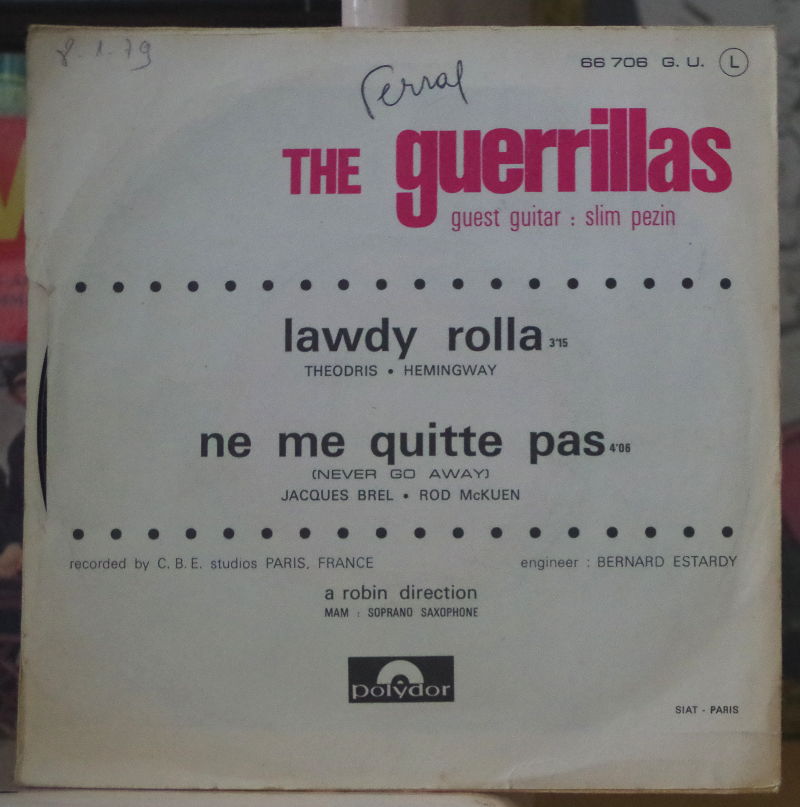 8.1.79
66 706 G. U. L
Ferral
THE guerrillas
guest guitar : slim pezin
lawdy rolla 3'15
THEODRIS • HEMINGWAY
ne me quitte pas 4'06
(NEVER GO AWAY)
JACQUES BREL • ROD McKUEN
recorded by C. B. E. studios PARIS, FRANCE
engineer : BERNARD ESTARDY
a robin direction
MAM : SOPRANO SAXOPHONE
polydor
SIAT - PARIS